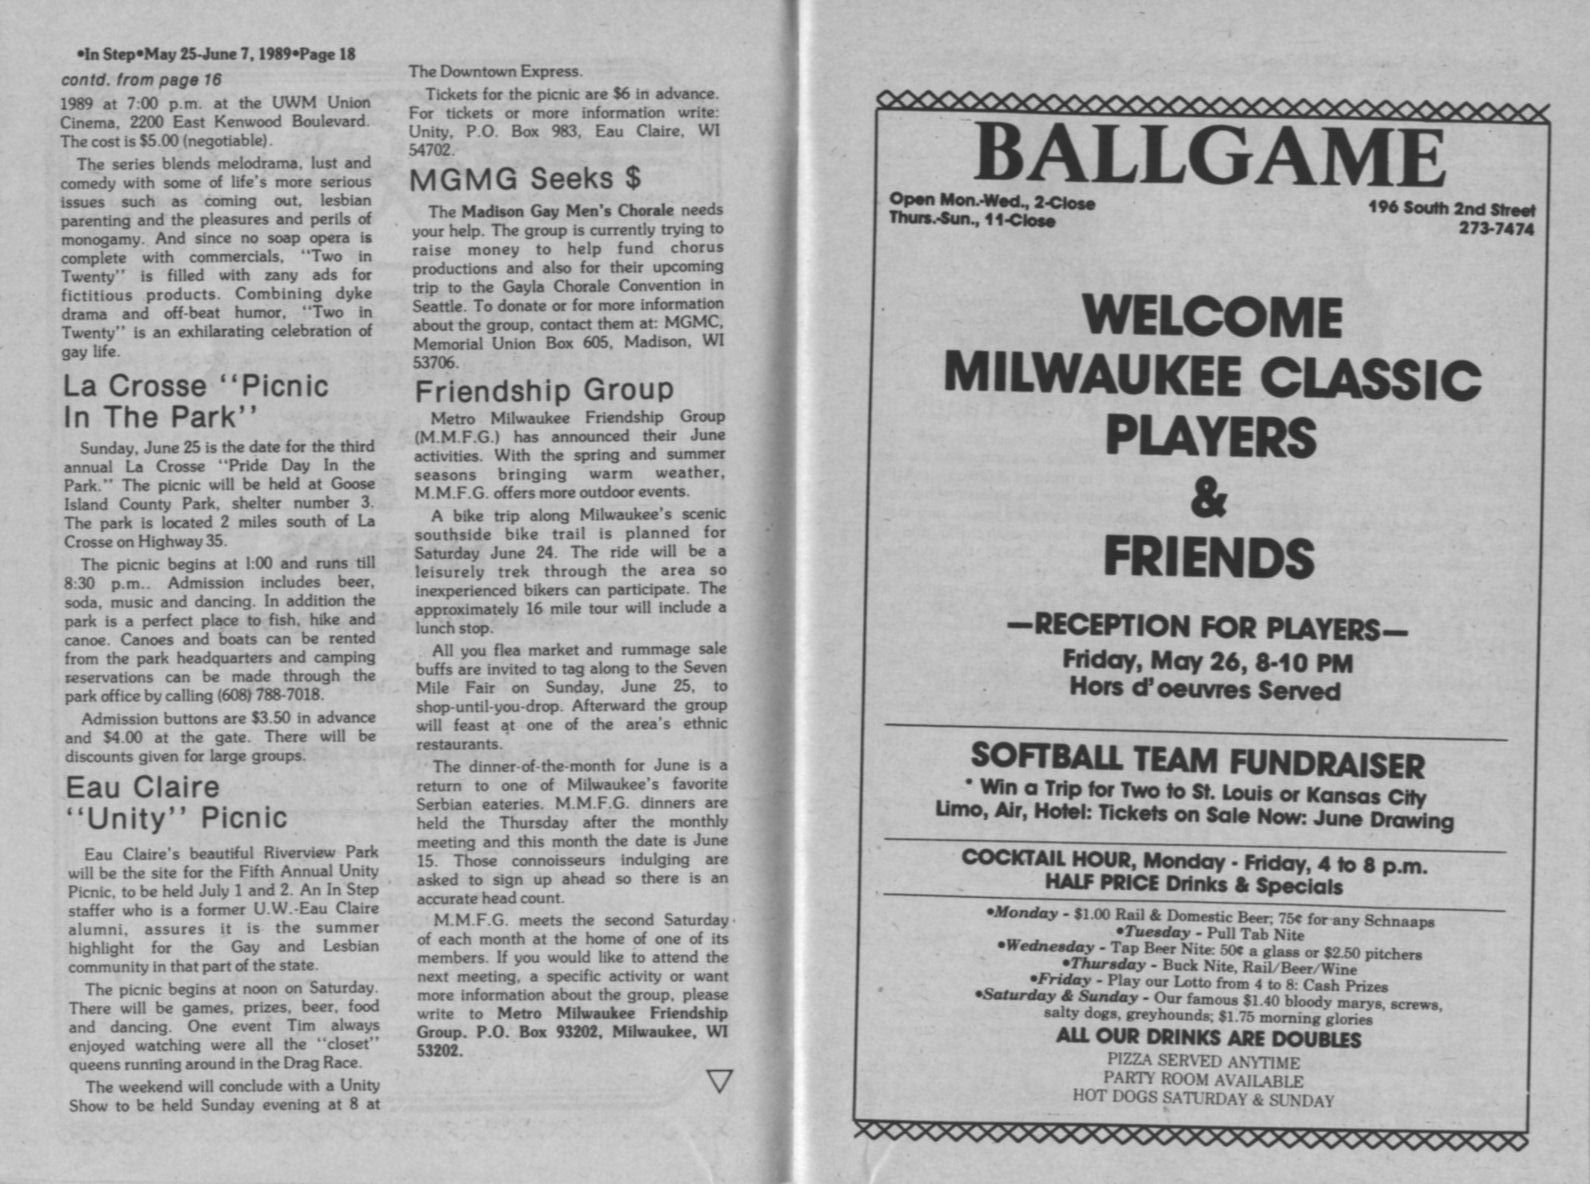 •In Step•May 25-June 7, 1989•Page 18
contd. from page 16
1989 at 7:00 p.m. at the UWM Union
Cinema, 2200 East Kenwood Boulevard.
The cost is $5.00 (negotiable).
The series blends melodrama, lust and
comedy with some of life's more serious
issues such as coming out, lesbian
parenting and the pleasures and perils of
monogamy. And since no soap opera is
complete with commercials, "Two in
Twenty" is filled with zany ads for
fictitious products. Combining dyke
drama and off-beat humor, "Two in
Twenty" is an exhilarating celebration of
gay life.
La Crosse "Picnic
In The Park"
Sunday, June 25 is the date for the third
annual La Crosse "Pride Day In the
Park." The picnic will be held at Goose
Island County Park, shelter number 3.
The park is located 2 miles south of La
Crosse on Highway 35.
The picnic begins at 1:00 and runs till
8:30 p.m.. Admission includes beer,
soda, music and dancing. In addition the
park is a perfect place to fish, hike and
canoe. Canoes and boats can be rented
from the park headquarters and camping
reservations can be made through the
park office by calling (608) 788-7018.
Admission buttons are $3.50 in advance
and $4.00 at the gate. There will be
discounts given for large groups.
Eau Claire
"Unity" Picnic
Eau Claire's beautiful Riverview Park
will be the site for the Fifth Annual Unity
Picnic, to be held July 1 and 2. An In Step
staffer who is a former U.W.-Eau Claire
alumni, assures it is the summer
highlight for the Gay and Lesbian
community in that part of the state.
The picnic begins at noon on Saturday.
There will be games, prizes, beer, food
and dancing. One event Tim always
enjoyed watching were all the "closet"
queens running around in the Drag Race.
The weekend will conclude with a Unity
Show to be held Sunday evening at 8 at
The Downtown Express.
Tickets for the picnic are $6 in advance.
For tickets or more information write:
Unity, P.O. Box 983, Eau Claire, WI
54702.
MGMG Seeks $
The Madison Gay Men's Chorale needs
your help. The group is currently trying to
raise money to help fund chorus
productions and also for their upcoming
trip to the Gayla Chorale Convention in
Seattle. To donate or for more information
about the group, contact them at: MGMC,
Memorial Union Box 605, Madison, WI
53706.
Friendship Group
Metro Milwaukee Friendship Group
(M.M.F.G.) has announced their June
activities. With the spring and summer
seasons bringing warm weather,
M.M.F.G. offers more outdoor events.
A bike trip along Milwaukee's scenic
southside bike trail is planned for
Saturday June 24. The ride will be a
leisurely trek through the area so
inexperienced bikers can participate. The
approximately 16 mile tour will include a
lunch stop.
All you flea market and rummage sale
buffs are invited to tag along to the Seven
Mile Fair on Sunday, June 25, to
shop-until-you-drop. Afterward the group
will feast at one of the area's ethnic
restaurants.
The dinner-of-the-month for June is a
return to one of Milwaukee's favorite
Serbian eateries. M.M.F.G. dinners are
held the Thursday after the monthly
meeting and this month the date is June
15. Those connoisseurs indulging are
asked to sign up ahead so there is an
accurate head count.
M.M.F.G. meets the second Saturday
of each month at the home of one of its
members. If you would like to attend the
next meeting, a specific activity or want
more information about the group, please
write to Metro Milwaukee Friendship
Group. P.O. Box 93202, Milwaukee, WI
53202.
BALLGAME
Open Mon.-Wed., 2-Close
Thurs.-Sun., 11-Close
196 South 2nd Street
273-7474
WELCOME
MILWAUKEE CLASSIC
PLAYERS
&
FRIENDS
—RECEPTION FOR PLAYERS—
Friday, May 26, 8-10 PM
Hors d'oeuvres Served
SOFTBALL TEAM FUNDRAISER
* Win a Trip for Two to St. Louis or Kansas City
Limo, Air, Hotel: Tickets on Sale Now: June Drawing
COCKTAIL HOUR, Monday - Friday, 4 to 8 p.m.
HALF PRICE Drinks & Specials
•Monday - $1.00 Rail & Domestic Beer; 75¢ for any Schnaaps
•Tuesday - Pull Tab Nite
•Wednesday - Tap Beer Nite: 50¢ a glass or $2.50 pitchers
•Thursday - Buck Nite, Rail/Beer/Wine
•Friday - Play our Lotto from 4 to 8: Cash Prizes
•Saturday & Sunday - Our famous $1.40 bloody marys, screws,
salty dogs, greyhounds; $1.75 morning glories
ALL OUR DRINKS ARE DOUBLES
PIZZA SERVED ANYTIME
PARTY ROOM AVAILABLE
HOT DOGS SATURDAY & SUNDAY